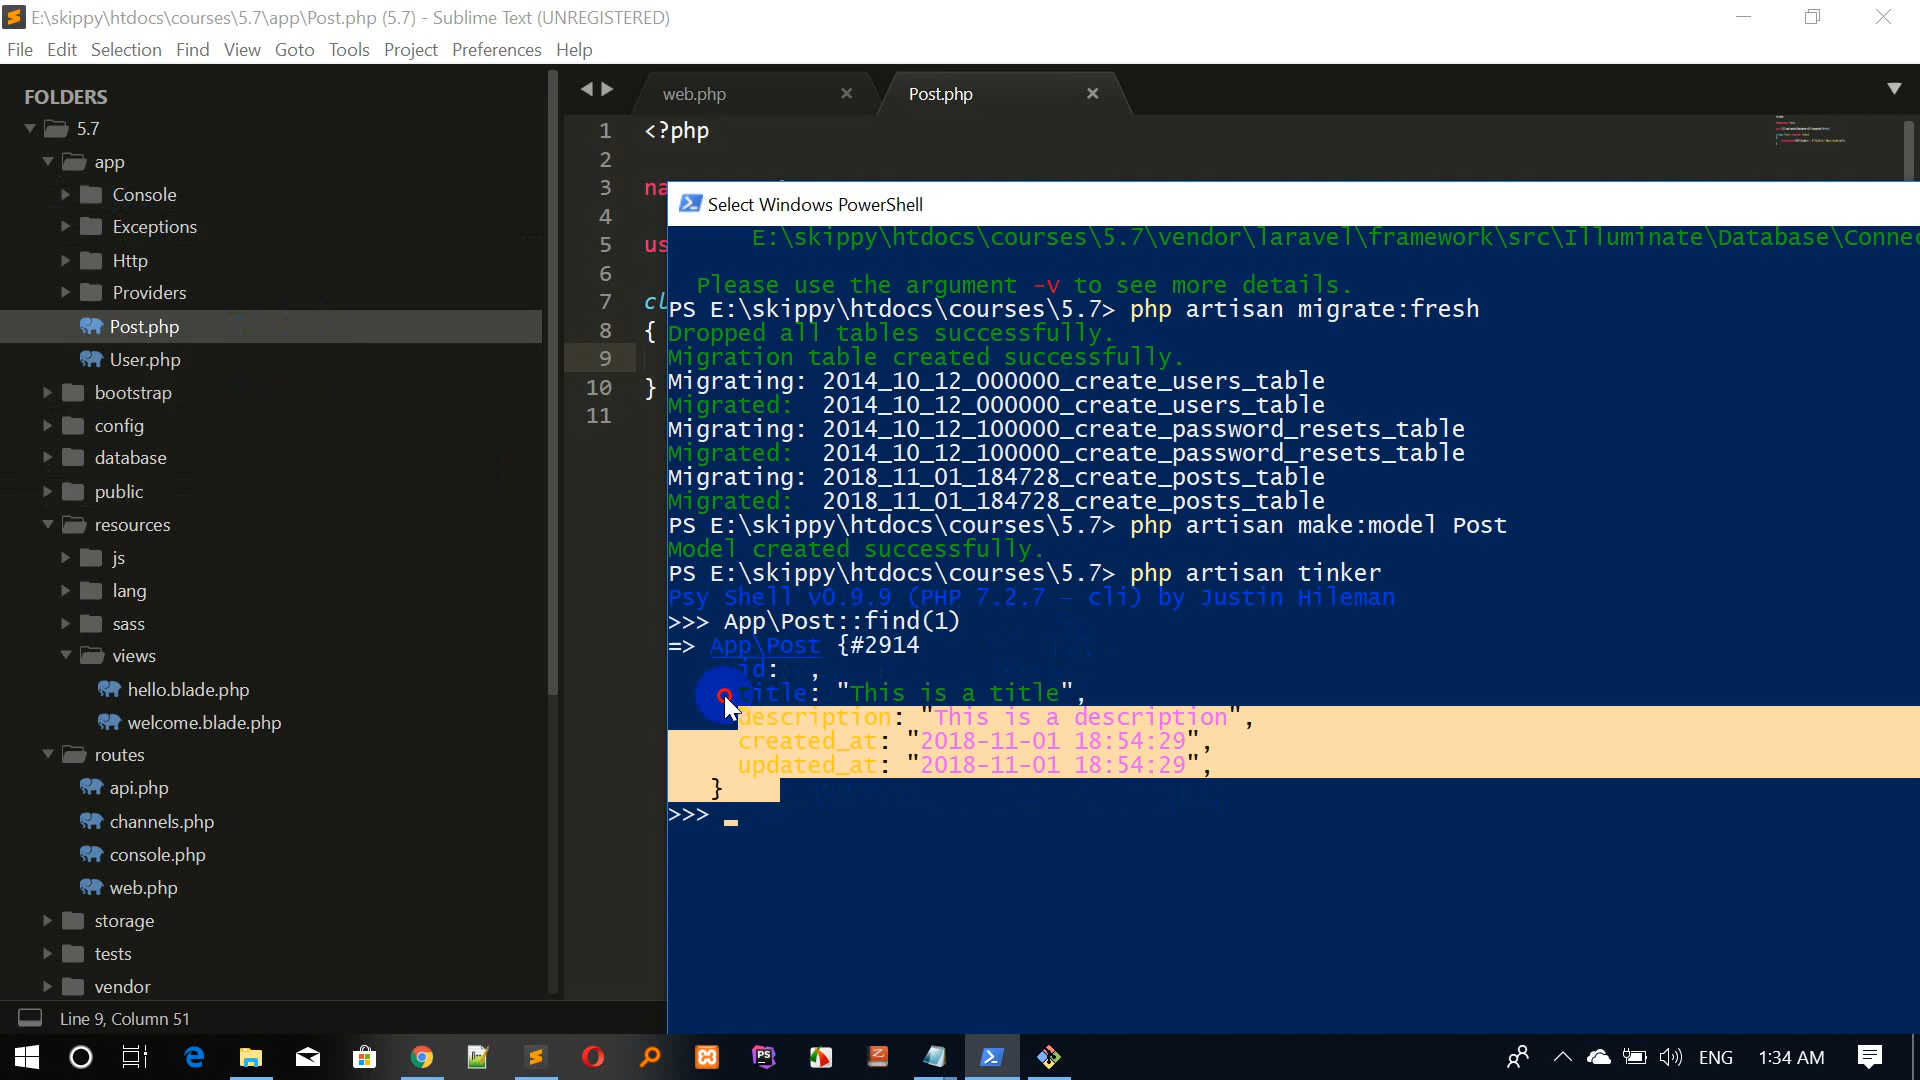 E:\skippy\htdocs\courses\5.7\app\Post.php (5.7) - Sublime Text (UNREGISTERED)
File Edit Selection Find View Goto Tools Project Preferences Help
FOLDERS
5.7
app
Console
Exceptions
Http
Providers
Post.php
User.php
bootstrap
config
database
public
resources
js
lang
sass
views
hello.blade.php
welcome.blade.php
routes
api.php
channels.php
console.php
web.php
storage
tests
vendor
web.php
Post.php
1 <?php
2
3 na
4
5 us
6
7 cl
8 {
9
10 }
11
Select Windows PowerShell
E:\skippy\htdocs\courses\5.7\vendor\laravel\framework\src\Illuminate\Database\Connec
Please use the argument -v to see more details.
PS E:\skippy\htdocs\courses\5.7> php artisan migrate:fresh
Dropped all tables successfully.
Migration table created successfully.
Migrating: 2014_10_12_000000_create_users_table
Migrated:  2014_10_12_000000_create_users_table
Migrating: 2014_10_12_100000_create_password_resets_table
Migrated:  2014_10_12_100000_create_password_resets_table
Migrating: 2018_11_01_184728_create_posts_table
Migrated:  2018_11_01_184728_create_posts_table
PS E:\skippy\htdocs\courses\5.7> php artisan make:model Post
Model created successfully.
PS E:\skippy\htdocs\courses\5.7> php artisan tinker
Psy Shell v0.9.9 (PHP 7.2.7 — cli) by Justin Hileman
>>> App\Post::find(1)
=> App\Post {#2914
id: ,
title: "This is a title",
description: "This is a description",
created_at: "2018-11-01 18:54:29",
updated_at: "2018-11-01 18:54:29",
}
>>> _
Line 9, Column 51
ENG
1:34 AM